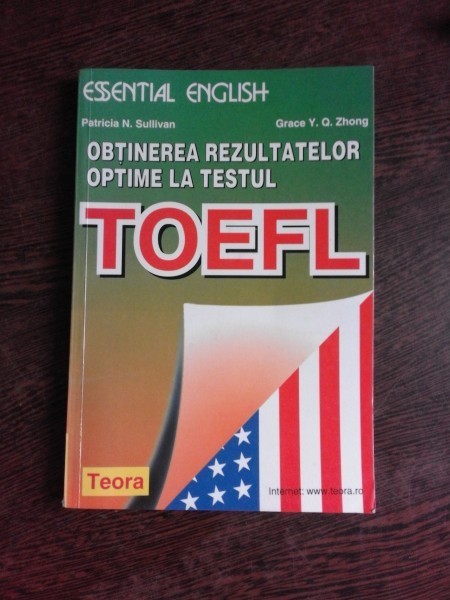 ESSENTIAL ENGLISH
Patricia N. Sullivan Grace Y. Q. Zhong
OBȚINEREA REZULTATELOR
OPTIME LA TESTUL
TOEFL
Teora
Internet: www.teora.ro